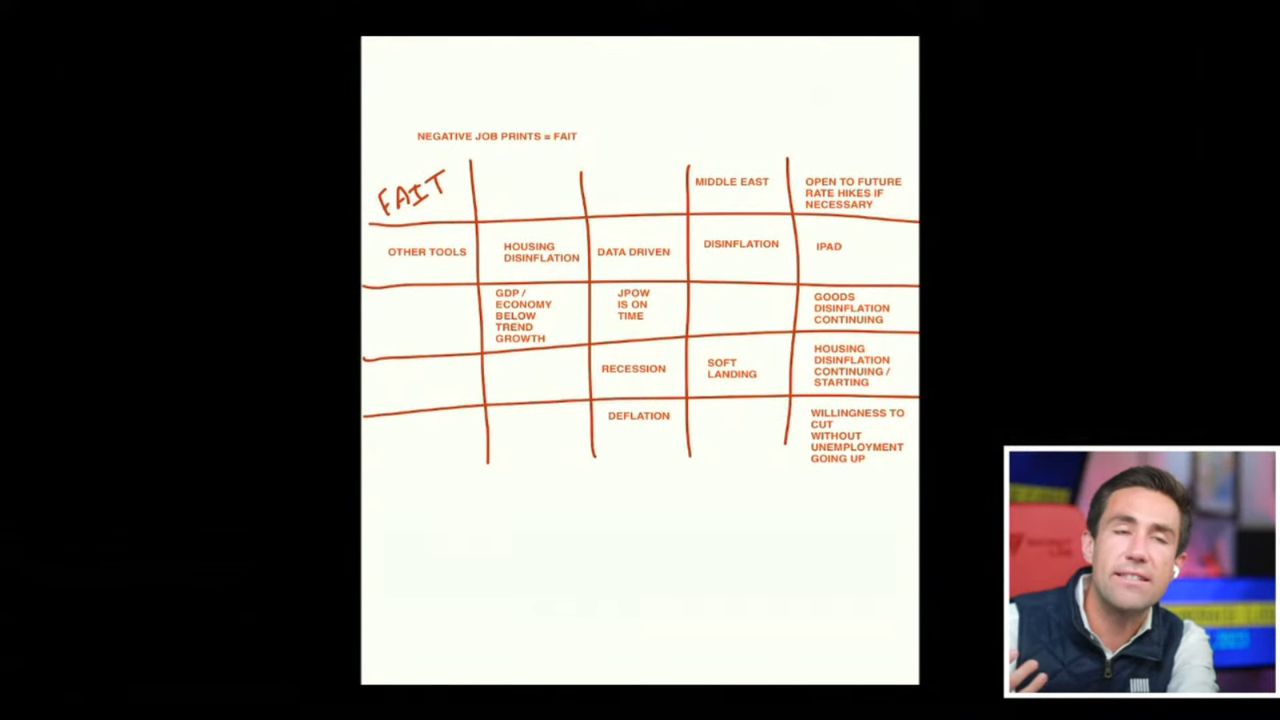 NEGATIVE JOB PRINTS = FAIT
FAIT
MIDDLE EAST
OPEN TO FUTURE
RATE HIKES IF
NECESSARY
OTHER TOOLS
HOUSING
DISINFLATION
DATA DRIVEN
DISINFLATION
IPAD
GDP /
ECONOMY
BELOW
TREND
GROWTH
JPOW
IS ON
TIME
GOODS
DISINFLATION
CONTINUING
RECESSION
SOFT
LANDING
HOUSING
DISINFLATION
CONTINUING /
STARTING
DEFLATION
WILLINGNESS TO
CUT
WITHOUT
UNEMPLOYMENT
GOING UP